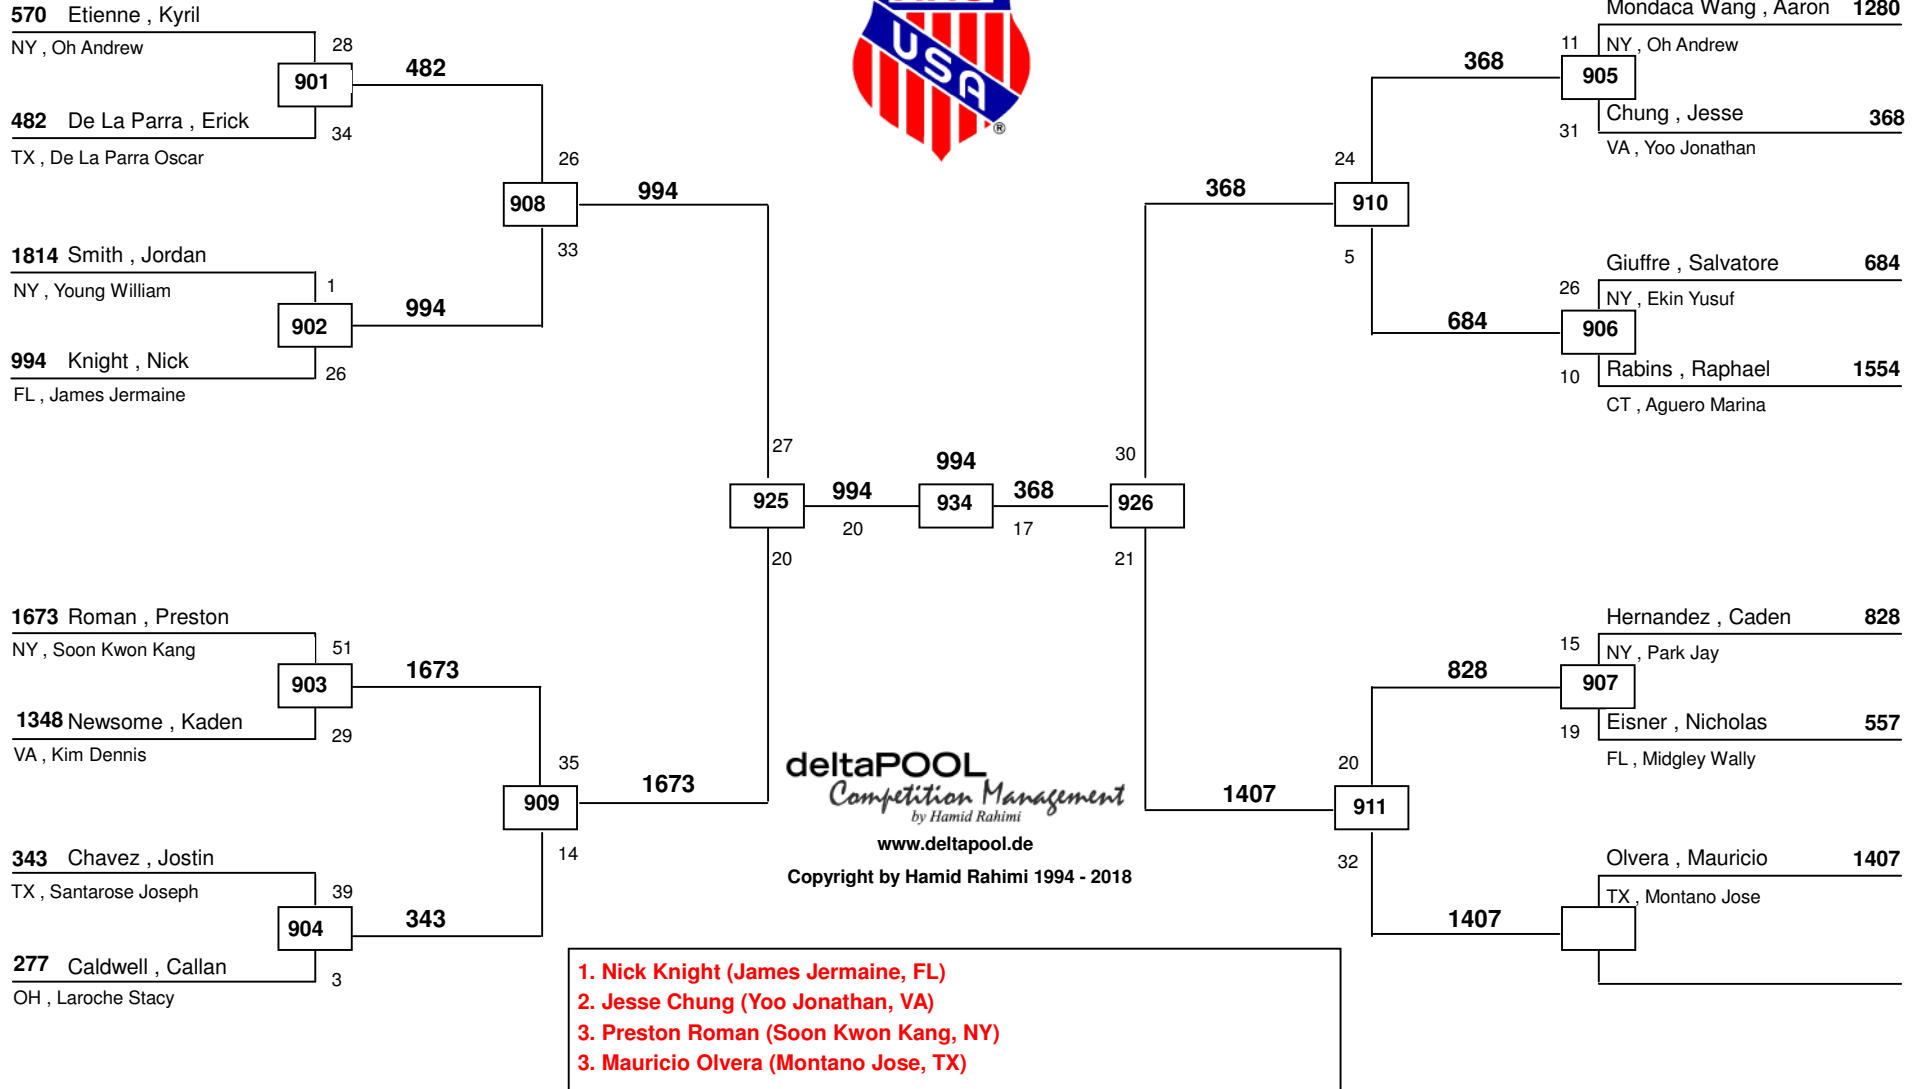 570 Etienne , Kyril
NY , Oh Andrew
28
901
482
482 De La Parra , Erick
34
TX , De La Parra Oscar
26
908
994
33
1814 Smith , Jordan
NY , Young William
1
902
994
994 Knight , Nick
26
FL , James Jermaine
27
925
994
20
20
994
934
368
17
1673 Roman , Preston
NY , Soon Kwon Kang
51
903
1673
1348 Newsome , Kaden
29
VA , Kim Dennis
35
909
1673
14
343 Chavez , Jostin
TX , Santarose Joseph
39
904
343
277 Caldwell , Callan
3
OH , Laroche Stacy
USA
®
Mondaca Wang , Aaron 1280
11
NY , Oh Andrew
368
905
Chung , Jesse 368
31
VA , Yoo Jonathan
24
368
910
5
Giuffre , Salvatore 684
26
NY , Ekin Yusuf
684
906
Rabins , Raphael 1554
10
CT , Aguero Marina
30
926
21
Hernandez , Caden 828
15
NY , Park Jay
828
907
Eisner , Nicholas 557
19
FL , Midgley Wally
20
1407
911
32
Olvera , Mauricio 1407
TX , Montano Jose
1407
deltaPOOL
Competition Management
by Hamid Rahimi
www.deltapool.de
Copyright by Hamid Rahimi 1994 - 2018
1. Nick Knight (James Jermaine, FL)
2. Jesse Chung (Yoo Jonathan, VA)
3. Preston Roman (Soon Kwon Kang, NY)
3. Mauricio Olvera (Montano Jose, TX)